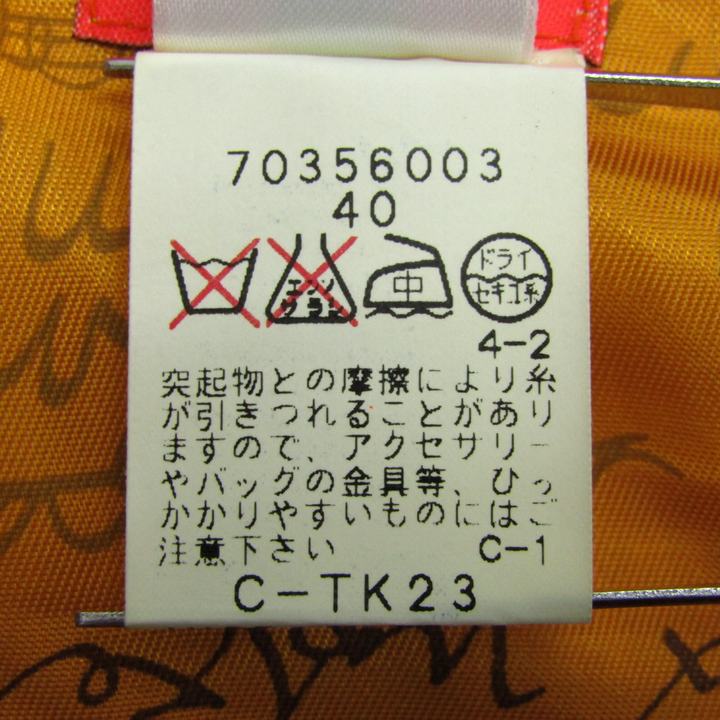 70356003
40
エンソ サラシ 中 ドライ セキユ系
4-2
突起物との摩擦により糸
が引きつれることがあり
ますので、アクセサリー
やバッグの金具等、ひっ
かかりやすいものにはご
注意下さい C-1
C-TK23